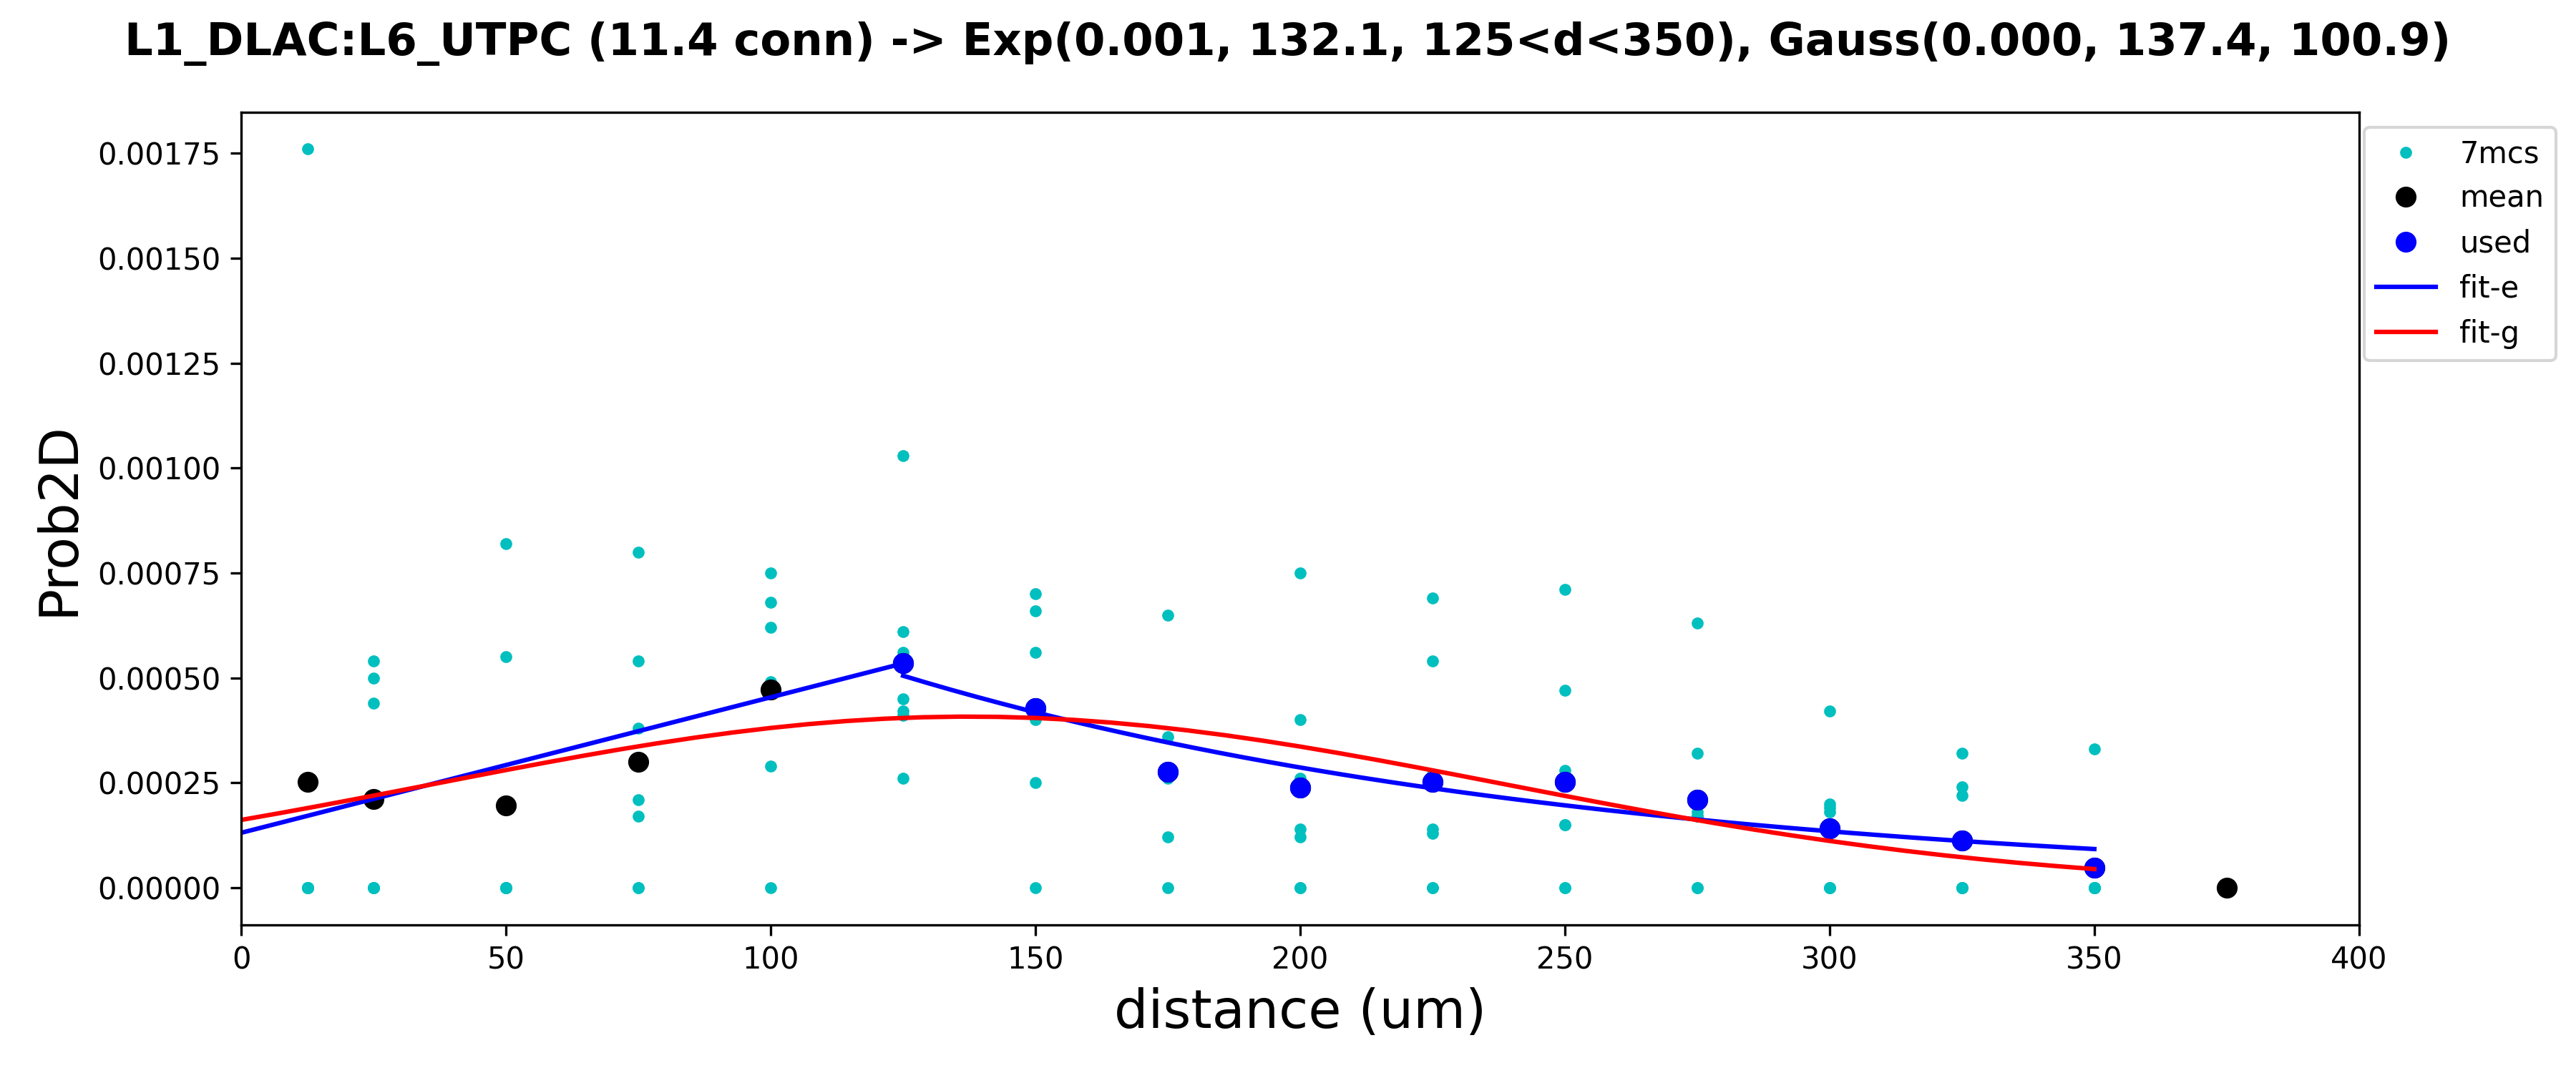 L1_DLAC:L6_UTPC (11.4 conn) -> Exp(0.001, 132.1, 125<d<350), Gauss(0.000, 137.4, 100.9)
0.00175
0.00150
0.00125
0.00100
0.00075
0.00050
0.00025
0.00000
Prob2D
0 50 100 150 200 250 300 350 400
distance (um)
7mcs
mean
used
fit-e
fit-g